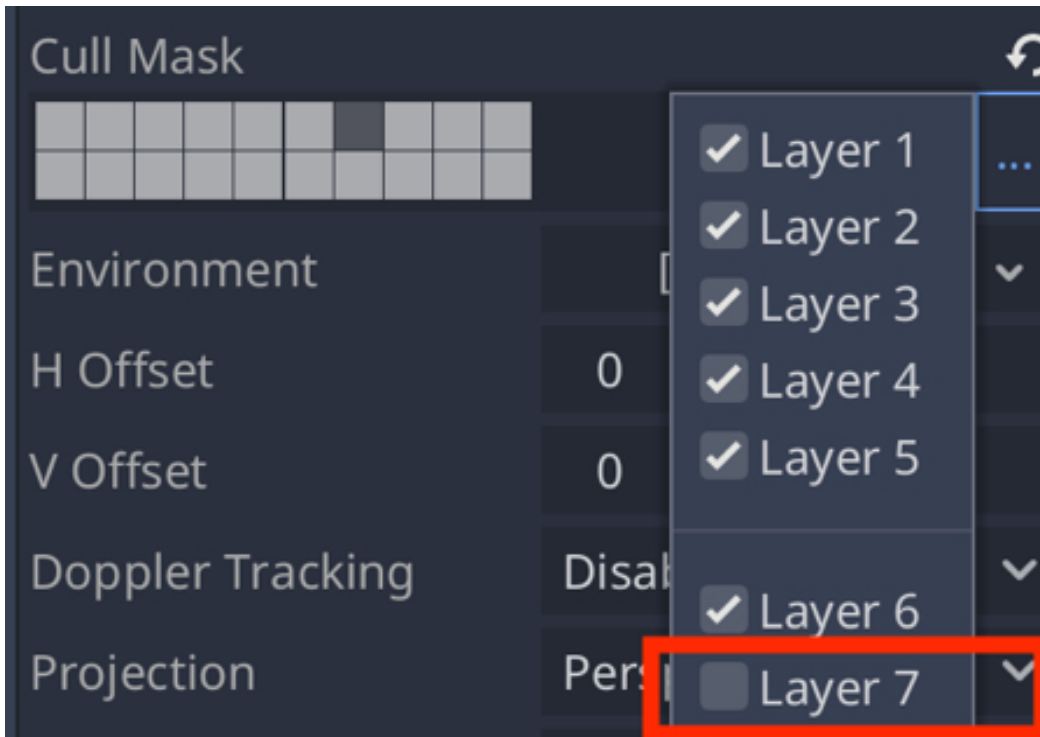 Cull Mask
Layer 1
...
Layer 2
Environment
Layer 3
H Offset
0
Layer 4
V Offset
0
Layer 5
Doppler Tracking
Layer 6
Projection
Layer 7